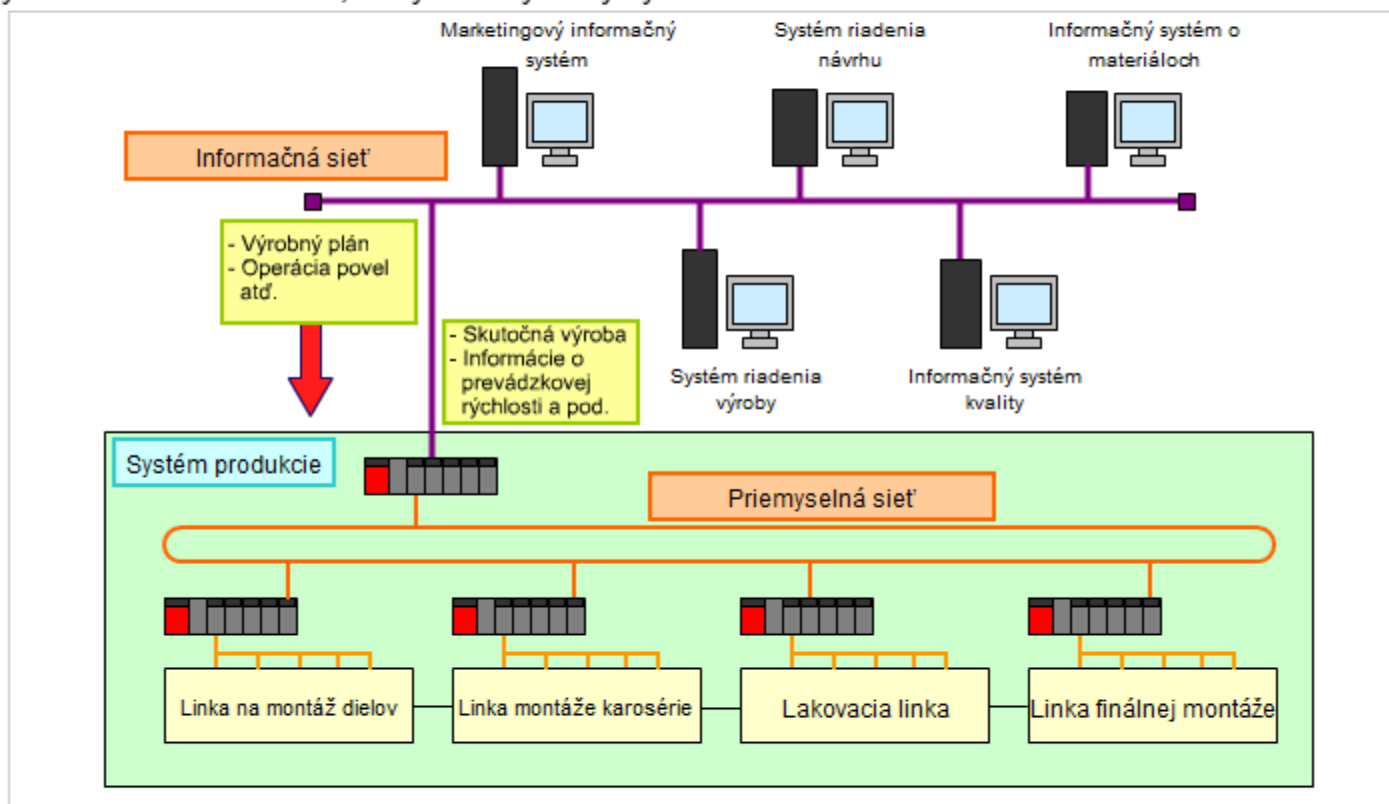 Marketingový informačný
systém
Systém riadenia
návrhu
Informačný systém o
materiáloch
Informačná sieť
- Výrobný plán
- Operácia povel
atď.
- Skutočná výroba
- Informácie o
prevádzkovej
rýchlosti a pod.
Systém riadenia
výroby
Informačný systém
kvality
Systém produkcie
Priemyselná sieť
Linka na montáž dielov
Linka montáže karosérie
Lakovacia linka
Linka finálnej montáže